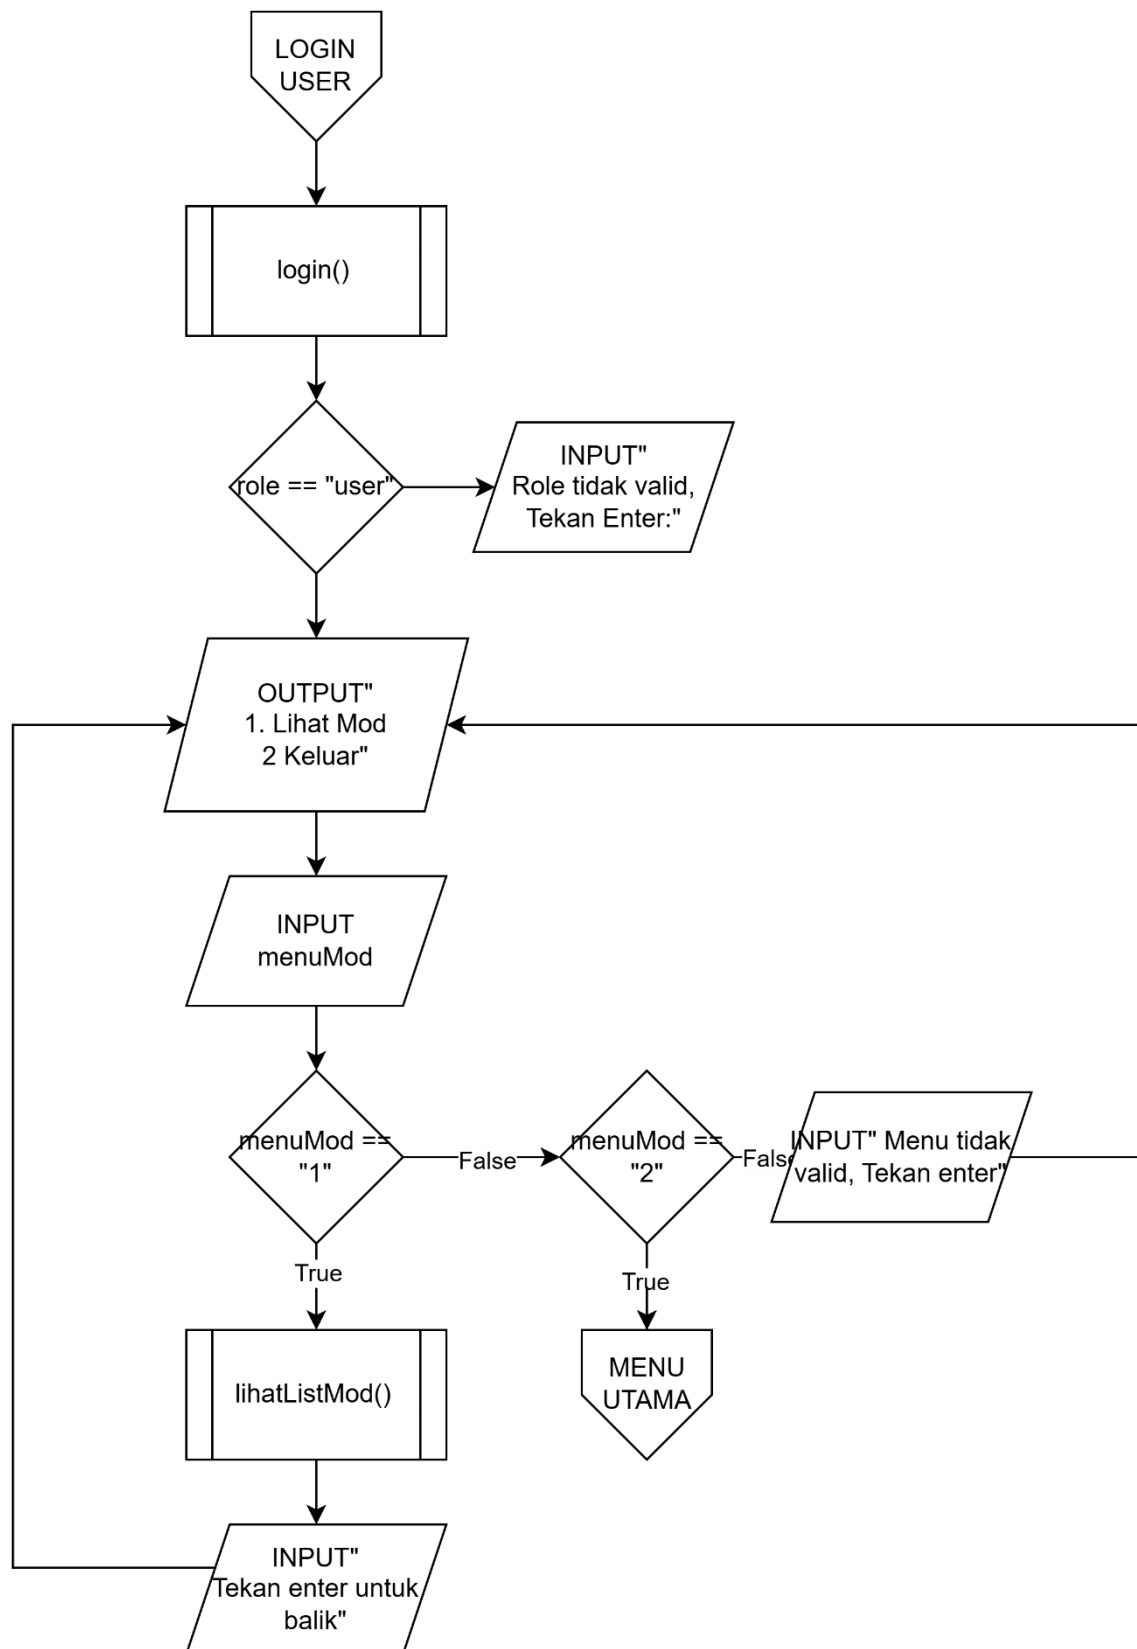 LOGIN
USER
login()
role == "user"
INPUT"
Role tidak valid,
Tekan Enter:"
OUTPUT"
1. Lihat Mod
2 Keluar"
INPUT
menuMod
menuMod ==
"1"
False
menuMod ==
"2"
False
INPUT" Menu tidak
valid, Tekan enter"
True
True
lihatListMod()
MENU
UTAMA
INPUT"
Tekan enter untuk
balik"